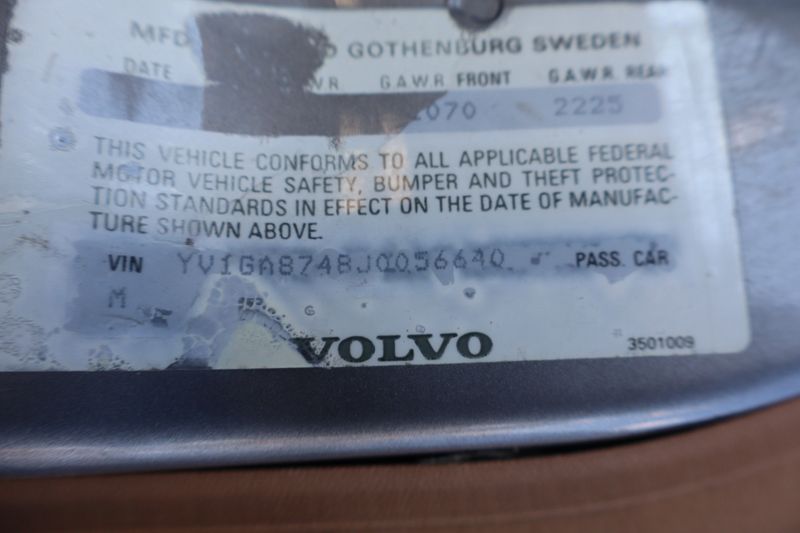 MFD GOTHENBURG SWEDEN
DATE G.A.W.R. FRONT G.A.W.R. REAR
2070 2225
THIS VEHICLE CONFORMS TO ALL APPLICABLE FEDERAL
MOTOR VEHICLE SAFETY, BUMPER AND THEFT PROTEC-
TION STANDARDS IN EFFECT ON THE DATE OF MANUFAC-
TURE SHOWN ABOVE.
VIN YV1GA8748J0056640 PASS. CAR
M
VOLVO
3501009